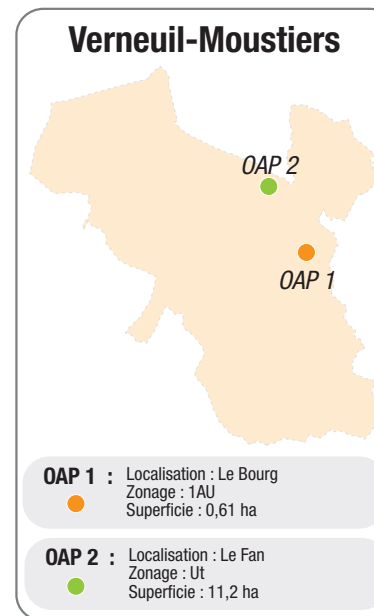 Verneuil-Moustiers
OAP 2
OAP 1
OAP 1 : Localisation : Le Bourg
Zonage : 1AU
Superficie : 0,61 ha
OAP 2 : Localisation : Le Fan
Zonage : Ut
Superficie : 11,2 ha